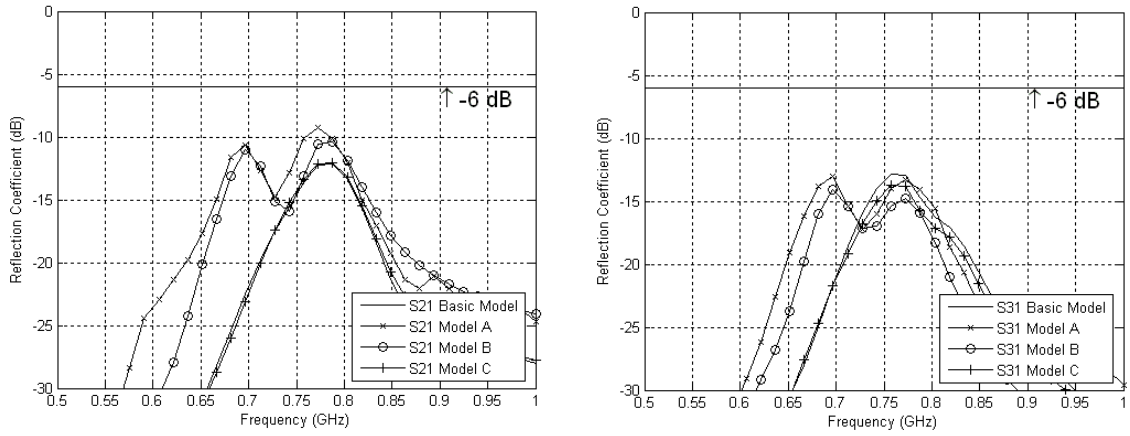 0
-5
-10
-15
-20
-25
-30
Reflection Coefficient (dB)
↑ -6 dB
S21 Basic Model
S21 Model A
S21 Model B
S21 Model C
0.5 0.55 0.6 0.65 0.7 0.75 0.8 0.85 0.9 0.95 1
Frequency (GHz)
0
-5
-10
-15
-20
-25
-30
Reflection Coefficient (dB)
↑ -6 dB
S31 Basic Model
S31 Model A
S31 Model B
S31 Model C
0.5 0.55 0.6 0.65 0.7 0.75 0.8 0.85 0.9 0.95 1
Frequency (GHz)